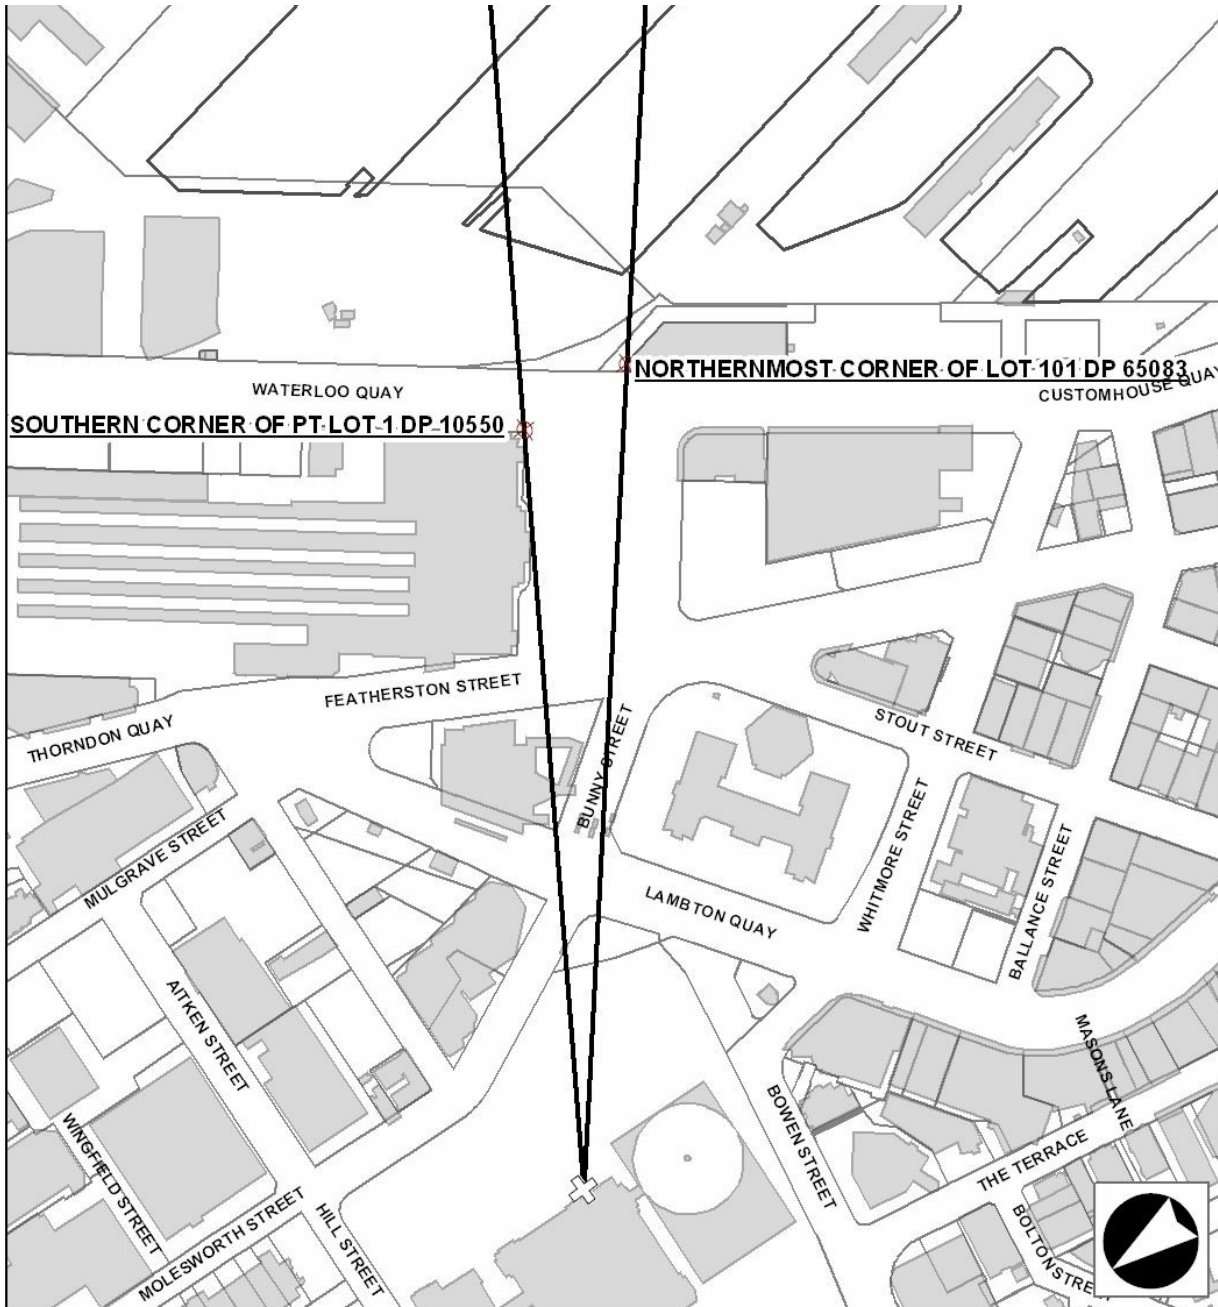 NORTHERNMOST CORNER OF LOT 101 DP 65083
WATERLOO QUAY
CUSTOMHOUSE QUAY
SOUTHERN CORNER OF PT LOT 1 DP 10550
FEATHERSTON STREET
THORNDON QUAY
BUNNY STREET
STOUT STREET
MULGRAVE STREET
WHITMORE STREET
LAMBTON QUAY
BALLANCE STREET
AITKEN STREET
MASONS LANE
BOWEN STREET
WINGFIELD STREET
THE TERRACE
MOLESWORTH STREET
HILL STREET
BOLTON STREET